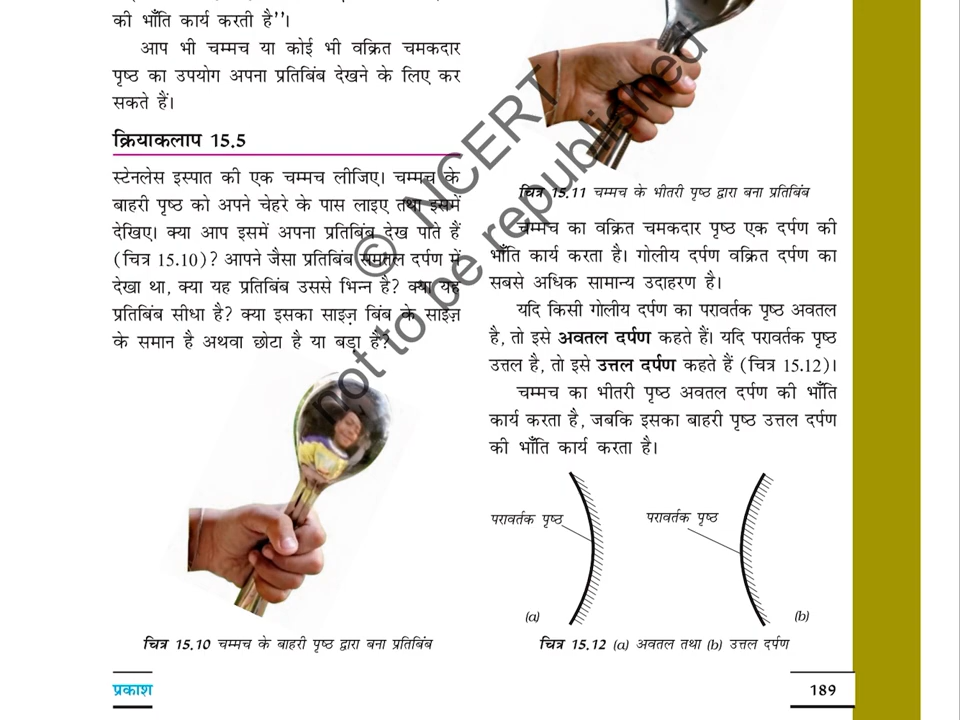 की भाँति कार्य करती है’’।
आप भी चम्मच या कोई भी वक्रित चमकदार
पृष्ठ का उपयोग अपना प्रतिबिंब देखने के लिए कर
सकते हैं।
क्रियाकलाप 15.5
स्टेनलेस इस्पात की एक चम्मच लीजिए। चम्मच के
बाहरी पृष्ठ को अपने चेहरे के पास लाइए तथा इसमें
देखिए। क्या आप इसमें अपना प्रतिबिंब देख पाते हैं
(चित्र 15.10)? आपने जैसा प्रतिबिंब समतल दर्पण में
देखा था, क्या यह प्रतिबिंब उससे भिन्न है? क्या यह
प्रतिबिंब सीधा है? क्या इसका साइज़ बिंब के साइज़
के समान है अथवा छोटा है या बड़ा है?
चित्र 15.10 चम्मच के बाहरी पृष्ठ द्वारा बना प्रतिबिंब
चित्र 15.11 चम्मच के भीतरी पृष्ठ द्वारा बना प्रतिबिंब
चम्मच का वक्रित चमकदार पृष्ठ एक दर्पण की
भाँति कार्य करता है। गोलीय दर्पण वक्रित दर्पण का
सबसे अधिक सामान्य उदाहरण है।
यदि किसी गोलीय दर्पण का परावर्तक पृष्ठ अवतल
है, तो इसे अवतल दर्पण कहते हैं। यदि परावर्तक पृष्ठ
उत्तल है, तो इसे उत्तल दर्पण कहते हैं (चित्र 15.12)।
चम्मच का भीतरी पृष्ठ अवतल दर्पण की भाँति
कार्य करता है, जबकि इसका बाहरी पृष्ठ उत्तल दर्पण
की भाँति कार्य करता है।
परावर्तक पृष्ठ
परावर्तक पृष्ठ
(a)
(b)
चित्र 15.12 (a) अवतल तथा (b) उत्तल दर्पण
प्रकाश
189
© NCERT
not to be republished